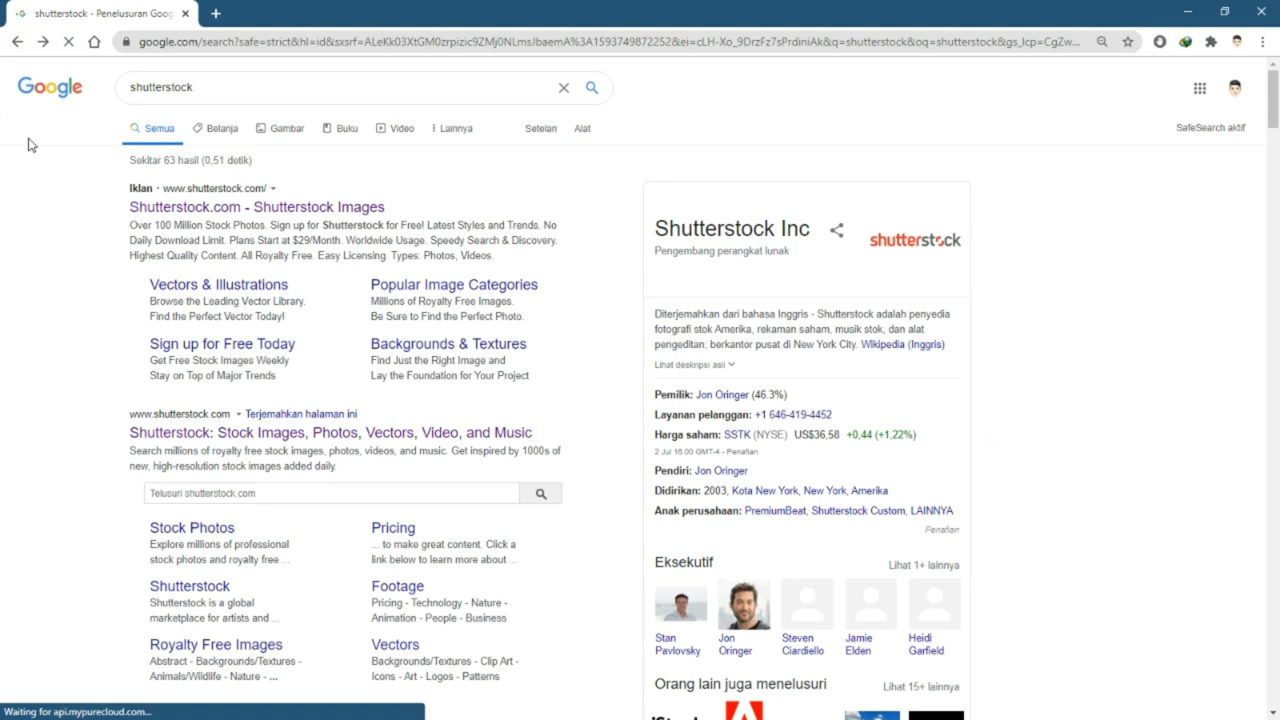 shutterstock - Penelusuran Goog
google.com/search?safe=strict&hl=id&sxsrf=ALeKk03XtGM0zrpizic9ZMj0NLmsJbaemA%3A1593749872252&ei=cLH-Xo_9DrzFz7sPrdiniAk&q=shutterstock&oq=shutterstock&gs_lcp=CgZw...
Google
shutterstock
Semua
Belanja
Gambar
Buku
Video
Lainnya
Setelan
Alat
SafeSearch aktif
Sekitar 63 hasil (0,51 detik)
Iklan · www.shutterstock.com/
Shutterstock.com - Shutterstock Images
Over 100 Million Stock Photos. Sign up for Shutterstock for Free! Latest Styles and Trends. No
Daily Download Limit. Plans Start at $29/Month. Worldwide Usage. Speedy Search & Discovery.
Highest Quality Content. All Royalty Free. Easy Licensing. Types: Photos, Videos.
Vectors & Illustrations
Browse the Leading Vector Library.
Find the Perfect Vector Today!
Popular Image Categories
Millions of Royalty Free Images.
Be Sure to Find the Perfect Photo.
Sign up for Free Today
Get Free Stock Images Weekly
Stay on Top of Major Trends
Backgrounds & Textures
Find Just the Right Image and
Lay the Foundation for Your Project
www.shutterstock.com Terjemahkan halaman ini
Shutterstock: Stock Images, Photos, Vectors, Video, and Music
Search millions of royalty free stock images, photos, videos, and music. Get inspired by 1000s of
new, high-resolution stock images added daily.
Telusuri shutterstock.com
Stock Photos
Explore millions of professional
stock photos and royalty free ...
Pricing
... to make great content. Click a
link below to learn more about ...
Shutterstock
Shutterstock is a global
marketplace for artists and ...
Footage
Pricing - Technology - Nature -
Animation - People - Business
Royalty Free Images
Abstract - Backgrounds/Textures -
Animals/Wildlife - Nature - ...
Vectors
Backgrounds/Textures - Clip Art -
Icons - Art - Logos - Patterns
Shutterstock Inc
Pengembang perangkat lunak
shutterstock
Diterjemahkan dari bahasa Inggris - Shutterstock adalah penyedia
fotografi stok Amerika, rekaman saham, musik stok, dan alat
pengeditan; berkantor pusat di New York City. Wikipedia (Inggris)
Lihat deskripsi asli
Pemilik: Jon Oringer (46.3%)
Layanan pelanggan: +1 646-419-4452
Harga saham: SSTK (NYSE) US$36,58 +0,44 (+1,22%)
2 Jul 16.00 GMT-4 - Penafian
Pendiri: Jon Oringer
Didirikan: 2003, Kota New York, New York, Amerika
Anak perusahaan: PremiumBeat, Shutterstock Custom, LAINNYA
Penafian
Eksekutif
Lihat 1+ lainnya
Stan
Pavlovsky
Jon
Oringer
Steven
Ciardiello
Jamie
Elden
Heidi
Garfield
Orang lain juga menelusuri
Lihat 15+ lainnya
Waiting for api.mypurecloud.com...